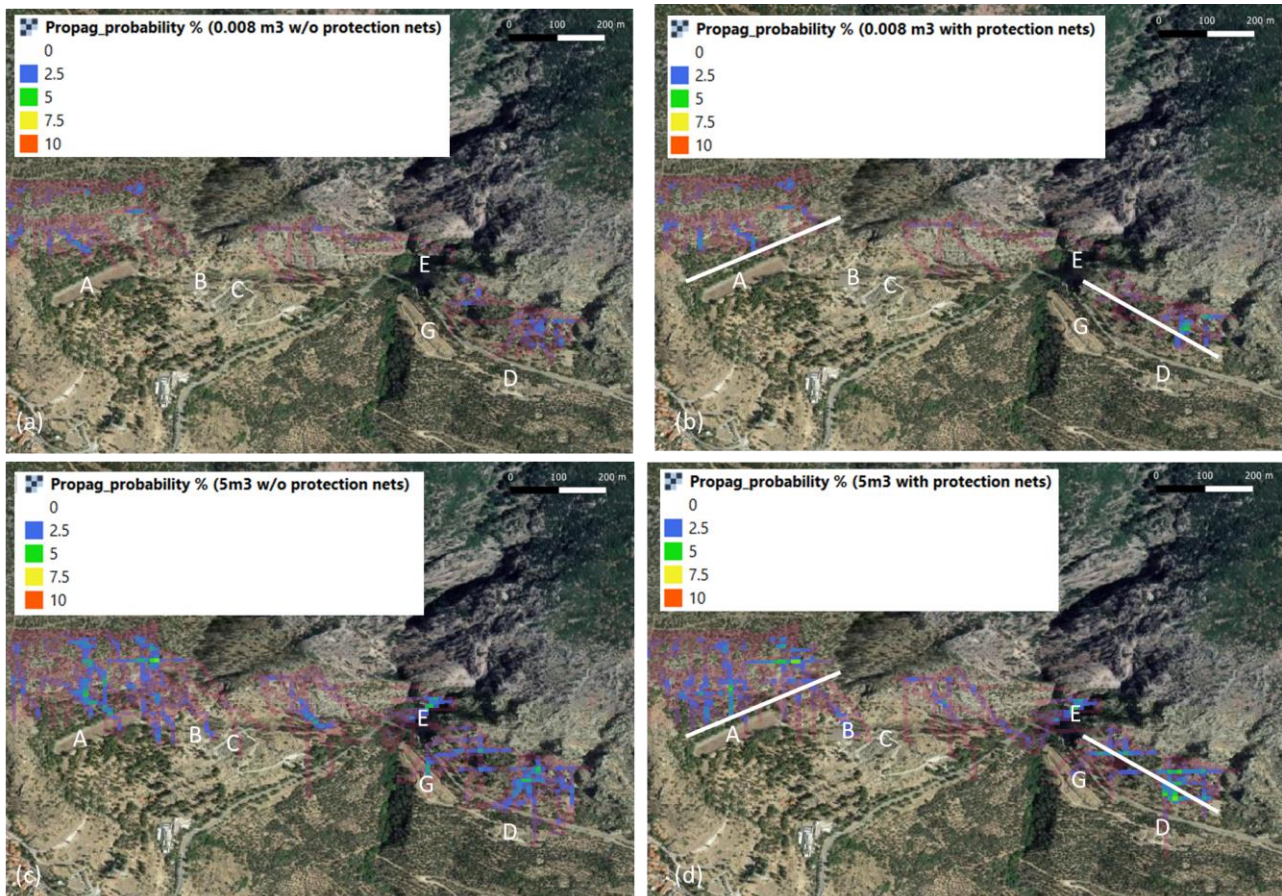 Propag_probability % (0.008 m3 w/o protection nets)
0
2.5
5
7.5
10
0 100 200 m
A
B
C
E
G
D
(a)
Propag_probability % (0.008 m3 with protection nets)
0
2.5
5
7.5
10
0 100 200 m
A
B
C
E
G
D
(b)
Propag_probability % (5m3 w/o protection nets)
0
2.5
5
7.5
10
0 100 200 m
A
B
C
E
G
D
(c)
Propag_probability % (5m3 with protection nets)
0
2.5
5
7.5
10
0 100 200 m
A
B
C
E
G
D
(d)